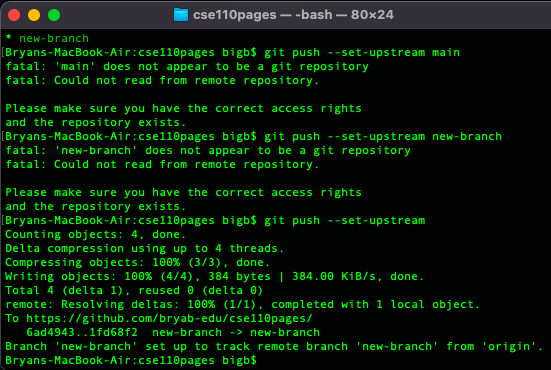 cse110pages — -bash — 80×24
* new-branch
[Bryans-MacBook-Air:cse110pages bigb$ git push --set-upstream main
fatal: 'main' does not appear to be a git repository
fatal: Could not read from remote repository.
Please make sure you have the correct access rights
and the repository exists.
[Bryans-MacBook-Air:cse110pages bigb$ git push --set-upstream new-branch
fatal: 'new-branch' does not appear to be a git repository
fatal: Could not read from remote repository.
Please make sure you have the correct access rights
and the repository exists.
[Bryans-MacBook-Air:cse110pages bigb$ git push --set-upstream
Counting objects: 4, done.
Delta compression using up to 4 threads.
Compressing objects: 100% (3/3), done.
Writing objects: 100% (4/4), 384 bytes | 384.00 KiB/s, done.
Total 4 (delta 1), reused 0 (delta 0)
remote: Resolving deltas: 100% (1/1), completed with 1 local object.
To https://github.com/bryab-edu/cse110pages/
   6ad4943..1fd68f2  new-branch -> new-branch
Branch 'new-branch' set up to track remote branch 'new-branch' from 'origin'.
Bryans-MacBook-Air:cse110pages bigb$